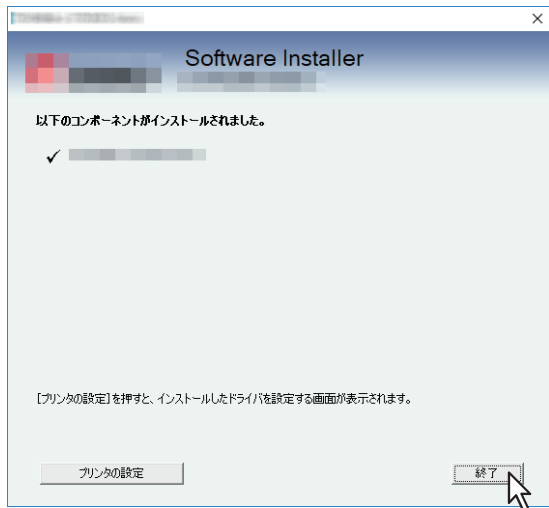 Software Installer
以下のコンポーネントがインストールされました。
[プリンタの設定]を押すと、インストールしたドライバを設定する画面が表示されます。
プリンタの設定
終了